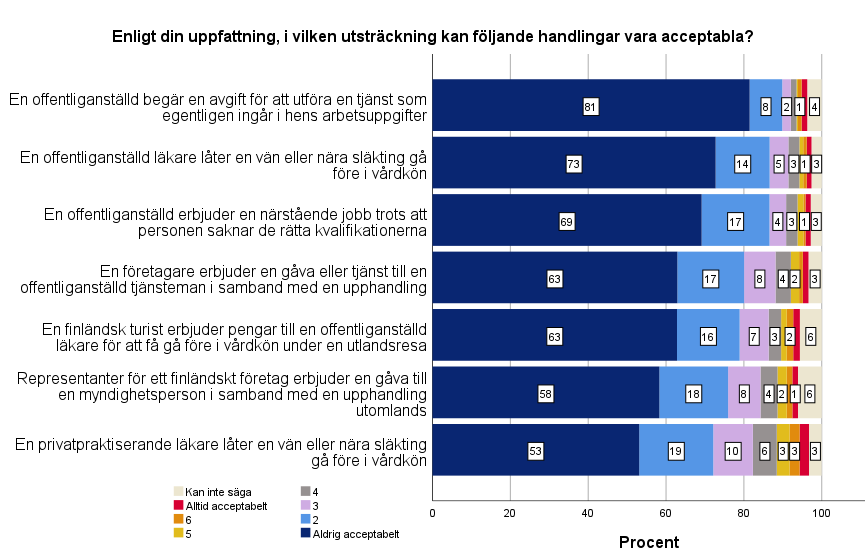 Enligt din uppfattning, i vilken utsträckning kan följande handlingar vara acceptabla?
En offentliganställd begär en avgift för att utföra en tjänst som
egentligen ingår i hens arbetsuppgifter
81 8 2 1 4
En offentliganställd läkare låter en vän eller nära släkting gå
före i vårdkön
73 14 5 3 1 3
En offentliganställd erbjuder en närstående jobb trots att
personen saknar de rätta kvalifikationerna
69 17 4 3 1 3
En företagare erbjuder en gåva eller tjänst till en
offentliganställd tjänsteman i samband med en upphandling
63 17 8 4 2 3
En finländsk turist erbjuder pengar till en offentliganställd
läkare för att få gå före i vårdkön under en utlandsresa
63 16 7 3 2 6
Representanter för ett finländskt företag erbjuder en gåva till
en myndighetsperson i samband med en upphandling
utomlands
58 18 8 4 2 1 6
En privatpraktiserande läkare låter en vän eller nära släkting
gå före i vårdkön
53 19 10 6 3 3 3
0 20 40 60 80 100
Procent
Kan inte säga
Alltid acceptabelt
6
5
4
3
2
Aldrig acceptabelt